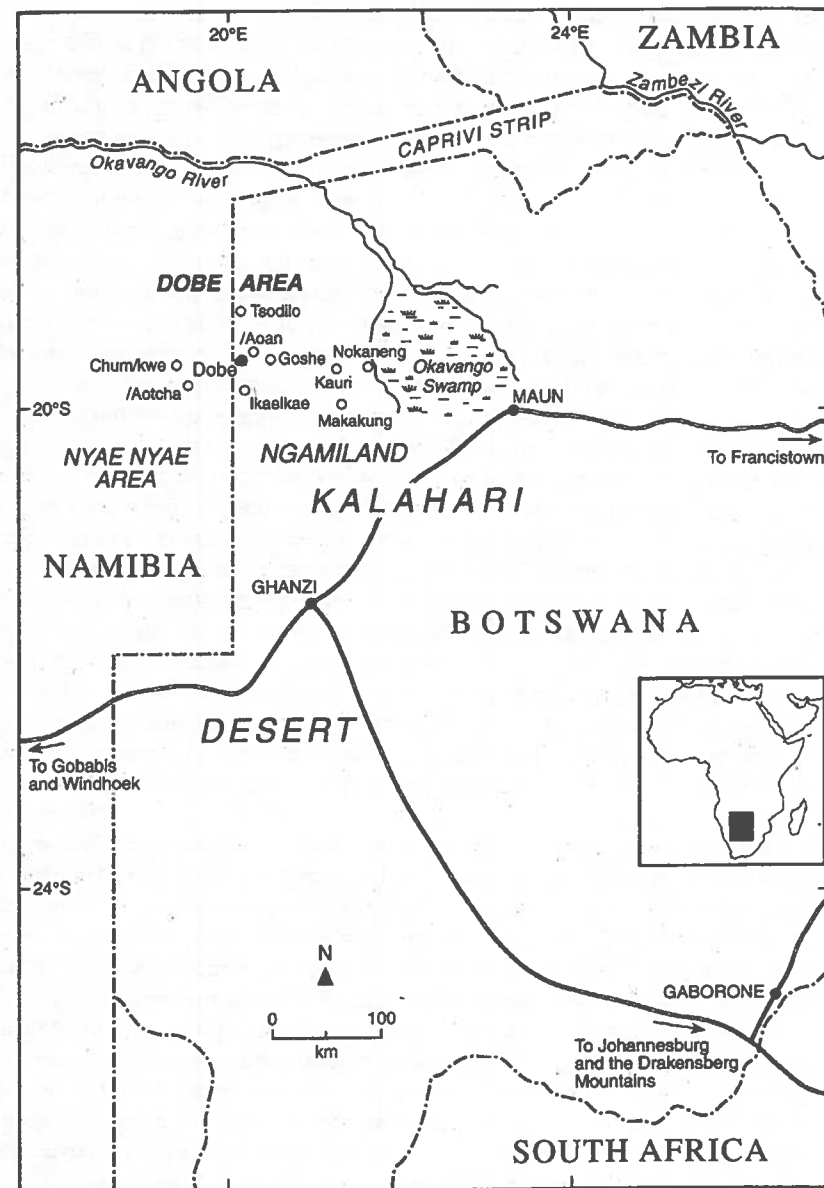 20°E
24°E
ZAMBIA
ANGOLA
Zambezi River
CAPRIVI STRIP
Okavango River
DOBE AREA
Tsodilo
/Aoan
Goshe
Nokaneng
Chum/kwe
Dobe
Kauri
Okavango
Swamp
/Aotcha
Ikaelkae
Makakung
MAUN
20°S
To Francistown
NYAE NYAE
AREA
NGAMILAND
KALAHARI
NAMIBIA
GHANZI
BOTSWANA
DESERT
To Gobabis
and Windhoek
24°S
N
0 100
km
GABORONE
To Johannesburg
and the Drakensberg
Mountains
SOUTH AFRICA